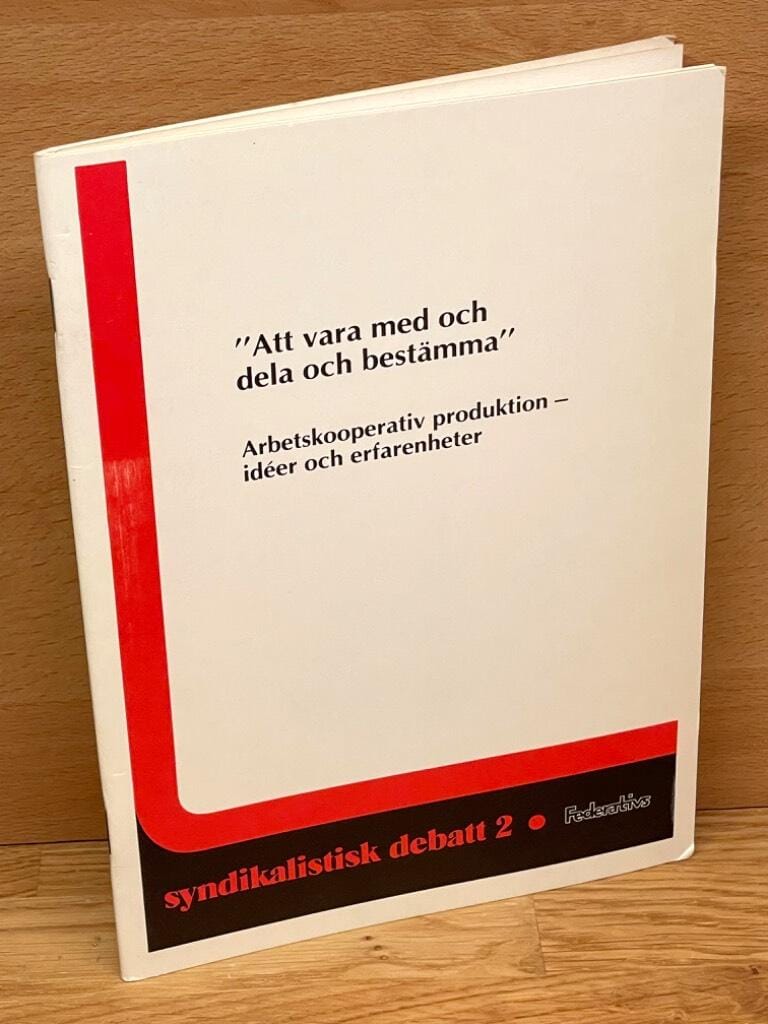 "Att vara med och
dela och bestämma"
Arbetskooperativ produktion –
idéer och erfarenheter
syndikalistisk debatt 2 • Federativs